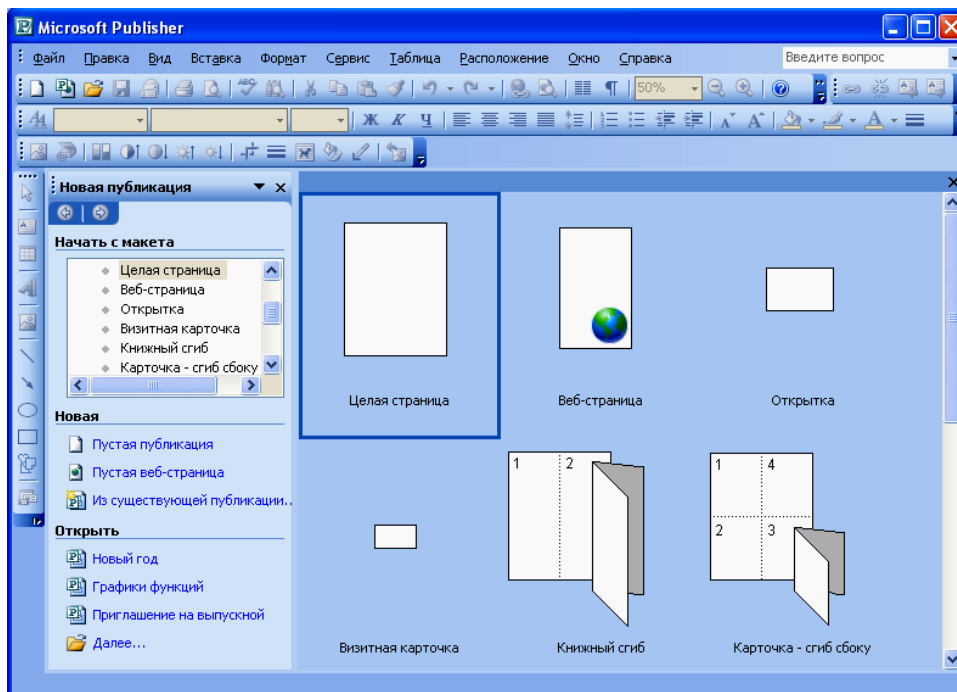 Microsoft Publisher
Файл Правка Вид Вставка Формат Сервис Таблица Расположение Окно Справка Введите вопрос
50%
Ж К Ч
Новая публикация
Начать с макета
Целая страница
Веб-страница
Открытка
Визитная карточка
Книжный сгиб
Карточка - сгиб сбоку
Новая
Пустая публикация
Пустая веб-страница
Из существующей публикации..
Открыть
Новый год
Графики функций
Приглашение на выпускной
Далее...
Целая страница Веб-страница Открытка
1 2
1 4
2 3
Визитная карточка Книжный сгиб Карточка - сгиб сбоку